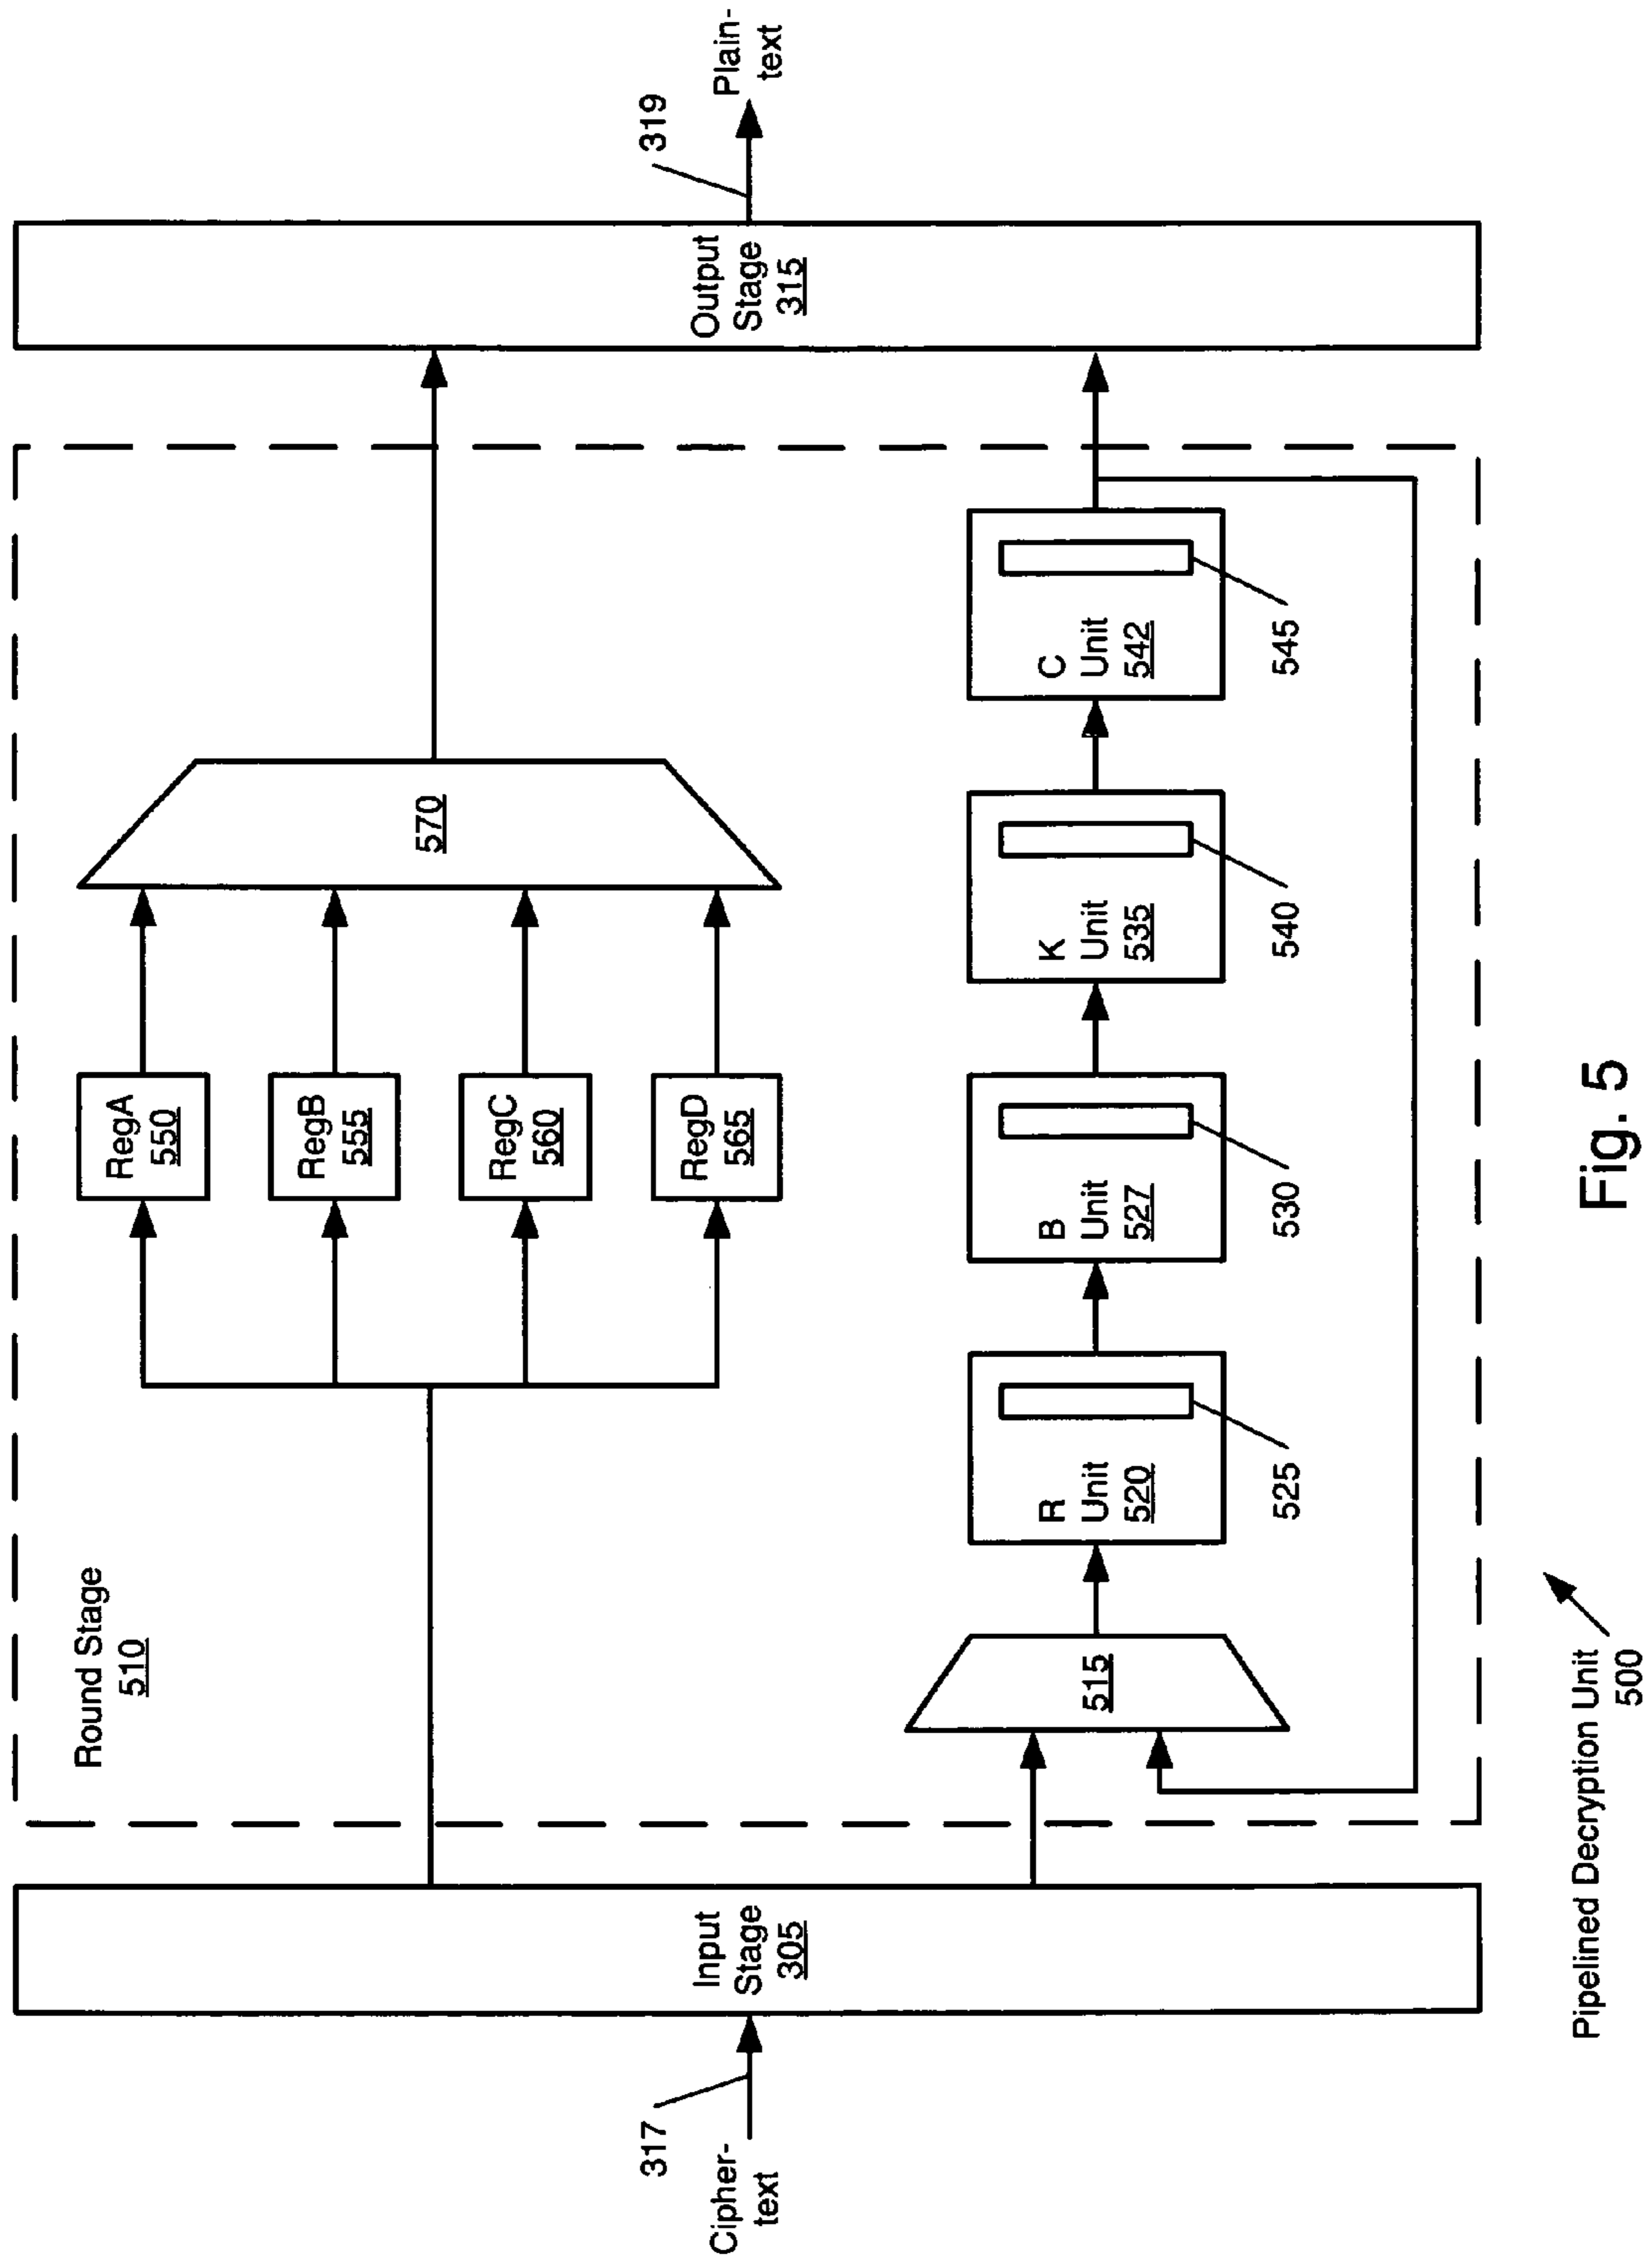 Round Stage
510
RegA
550
RegB
555
RegC
560
RegD
565
570
Cipher-
text
317
Input
Stage
305
Output
Stage
315
319
Plain-
text
515
R
Unit
520
525
B
Unit
527
530
K
Unit
535
540
C
Unit
542
545
Pipelined Decryption Unit
500
Fig. 5